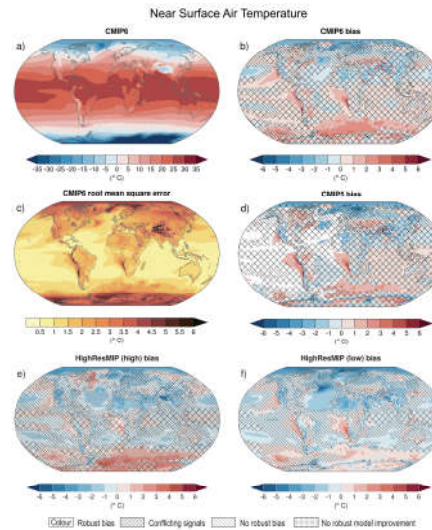 Near Surface Air Temperature
a) CMIP6
b) CMIP6 bias
-35 -30 -25 -20 -15 -10 -5 0 5 10 15 20 25 30 35
(° C)
-6 -5 -4 -3 -2 -1 0 1 2 3 4 5 6
(° C)
c) CMIP6 root mean square error
d) CMIP5 bias
0.5 1 1.5 2 2.5 3 3.5 4 4.5 5 5.5 6
(° C)
-6 -5 -4 -3 -2 -1 0 1 2 3 4 5 6
(° C)
e) HighResMIP (high) bias
f) HighResMIP (low) bias
-6 -5 -4 -3 -2 -1 0 1 2 3 4 5 6
(° C)
-6 -5 -4 -3 -2 -1 0 1 2 3 4 5 6
(° C)
Colour Robust bias Conflicting signals No robust bias No robust model improvement